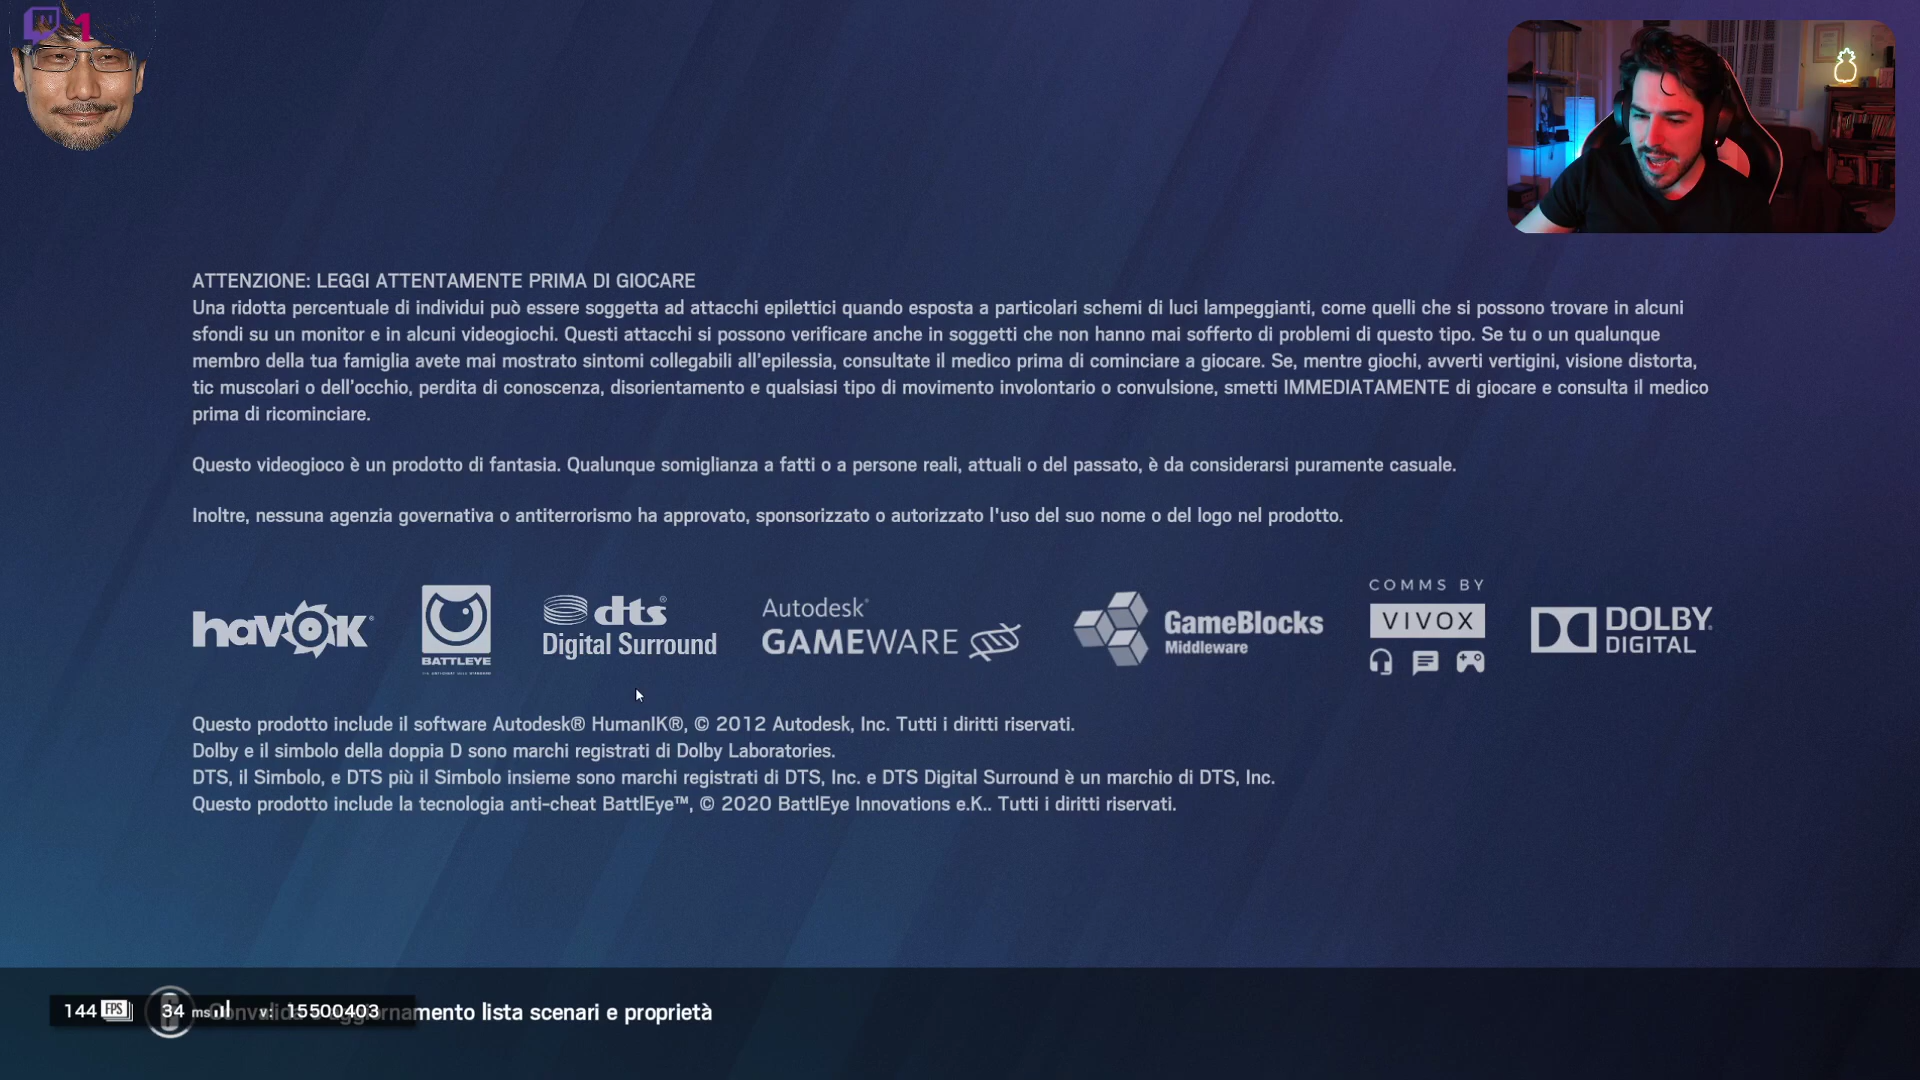 1
ATTENZIONE: LEGGI ATTENTAMENTE PRIMA DI GIOCARE
Una ridotta percentuale di individui può essere soggetta ad attacchi epilettici quando esposta a particolari schemi di luci lampeggianti, come quelli che si possono trovare in alcuni
sfondi su un monitor e in alcuni videogiochi. Questi attacchi si possono verificare anche in soggetti che non hanno mai sofferto di problemi di questo tipo. Se tu o un qualunque
membro della tua famiglia avete mai mostrato sintomi collegabili all'epilessia, consultate il medico prima di cominciare a giocare. Se, mentre giochi, avverti vertigini, visione distorta,
tic muscolari o dell'occhio, perdita di conoscenza, disorientamento e qualsiasi tipo di movimento involontario o convulsione, smetti IMMEDIATAMENTE di giocare e consulta il medico
prima di ricominciare.
Questo videogioco è un prodotto di fantasia. Qualunque somiglianza a fatti o a persone reali, attuali o del passato, è da considerarsi puramente casuale.
Inoltre, nessuna agenzia governativa o antiterrorismo ha approvato, sponsorizzato o autorizzato l'uso del suo nome o del logo nel prodotto.
havok®
BATTLEYE
dts®
Digital Surround
Autodesk®
GAMEWARE
GameBlocks
Middleware
COMMS BY
VIVOX
DOLBY®
DIGITAL
Questo prodotto include il software Autodesk® HumanIK®, © 2012 Autodesk, Inc. Tutti i diritti riservati.
Dolby e il simbolo della doppia D sono marchi registrati di Dolby Laboratories.
DTS, il Simbolo, e DTS più il Simbolo insieme sono marchi registrati di DTS, Inc. e DTS Digital Surround è un marchio di DTS, Inc.
Questo prodotto include la tecnologia anti-cheat BattlEye™, © 2020 BattlEye Innovations e.K.. Tutti i diritti riservati.
144 FPS 34 ms v: 15500403
aggiornamento lista scenari e proprietà